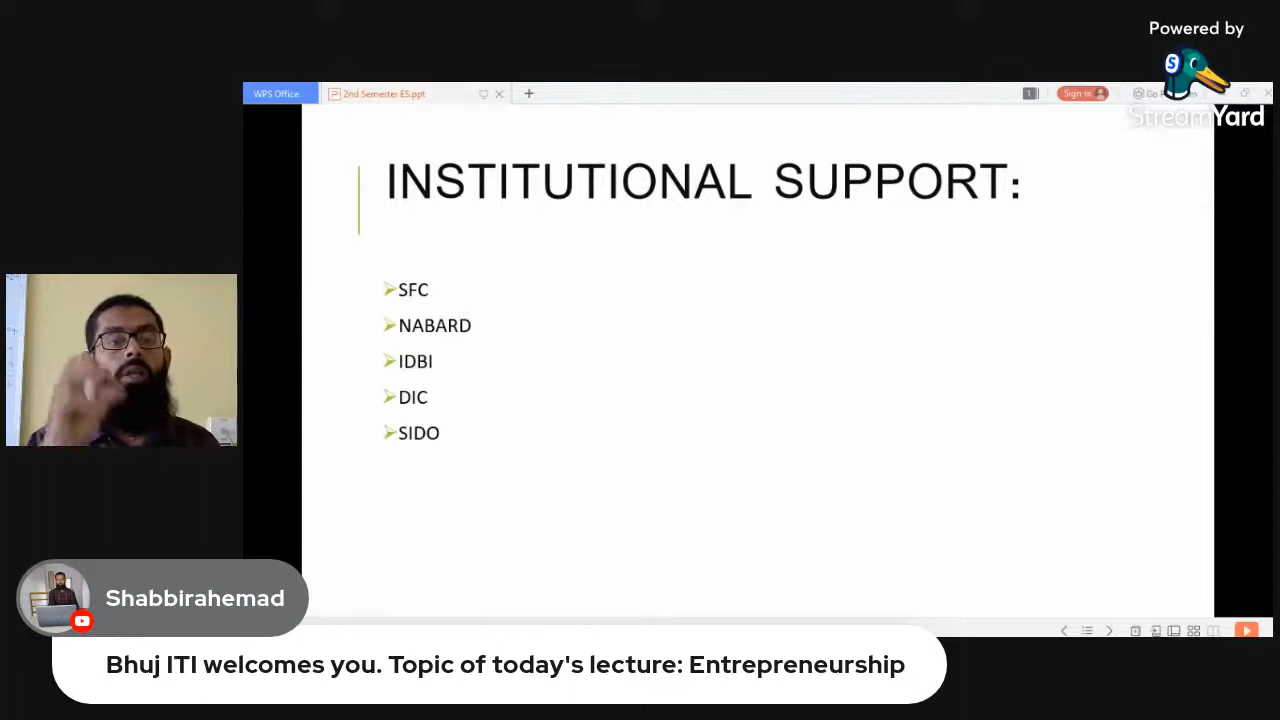 Powered by
StreamYard
WPS Office
2nd Semester ES.ppt
1
Sign in
INSTITUTIONAL SUPPORT:
SFC
NABARD
IDBI
DIC
SIDO
Shabbirahemad
Bhuj ITI welcomes you. Topic of today's lecture: Entrepreneurship